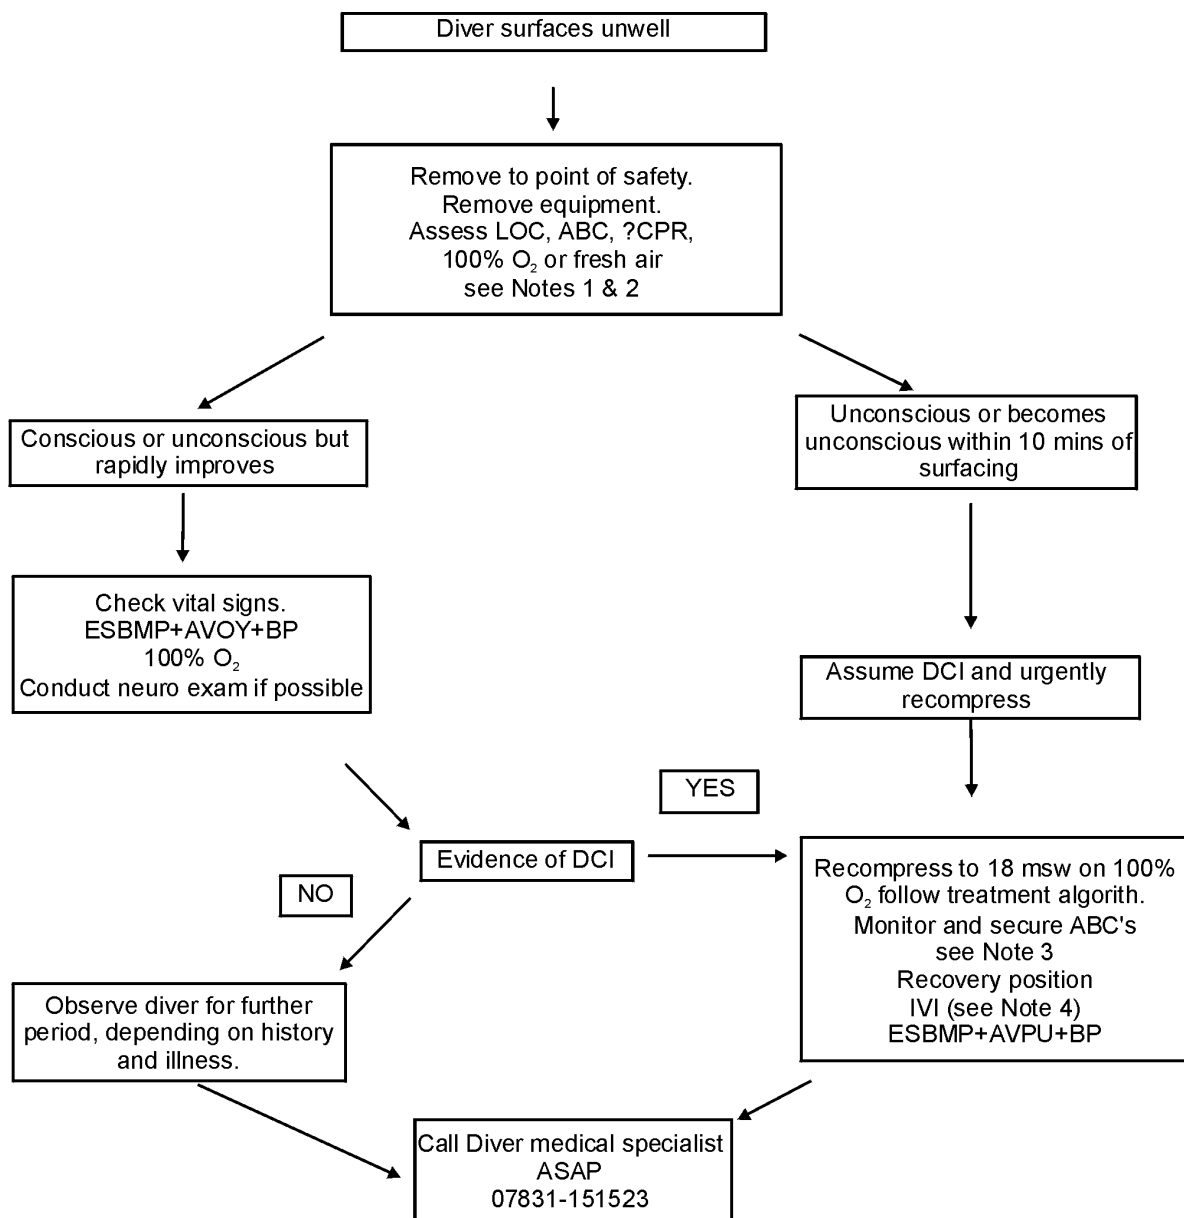 Diver surfaces unwell
Remove to point of safety.
Remove equipment.
Assess LOC, ABC, ?CPR,
100% O₂ or fresh air
see Notes 1 & 2
Conscious or unconscious but
rapidly improves
Unconscious or becomes
unconscious within 10 mins of
surfacing
Check vital signs.
ESBMP+AVOY+BP
100% O₂
Conduct neuro exam if possible
Assume DCI and urgently
recompress
YES
Evidence of DCI
NO
Recompress to 18 msw on 100%
O₂ follow treatment algorith.
Monitor and secure ABC's
see Note 3
Recovery position
IVI (see Note 4)
ESBMP+AVPU+BP
Observe diver for further
period, depending on history
and illness.
Call Diver medical specialist
ASAP
07831-151523